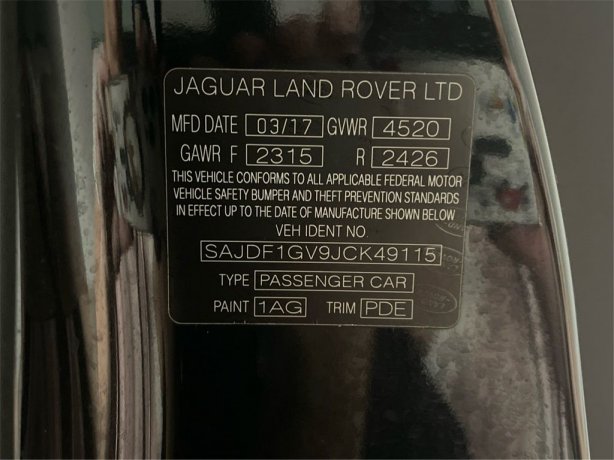 JAGUAR LAND ROVER LTD
MFD DATE 03/17 GVWR 4520
GAWR F 2315 R 2426
THIS VEHICLE CONFORMS TO ALL APPLICABLE FEDERAL MOTOR
VEHICLE SAFETY BUMPER AND THEFT PREVENTION STANDARDS
IN EFFECT UP TO THE DATE OF MANUFACTURE SHOWN BELOW
VEH IDENT NO.
SAJDF1GV9JCK49115
TYPE PASSENGER CAR
PAINT 1AG TRIM PDE